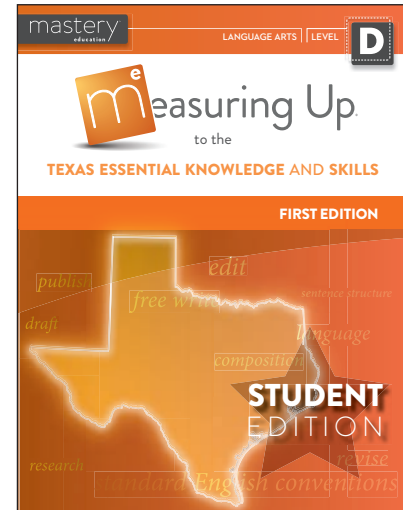 mastery
education
LANGUAGE ARTS LEVEL D
measuring Up.
e
to the
TEXAS ESSENTIAL KNOWLEDGE AND SKILLS
FIRST EDITION
edit
publish
free write
sentence structure
draft
language
composition
STUDENT
EDITION
revise
research
standard English conventions